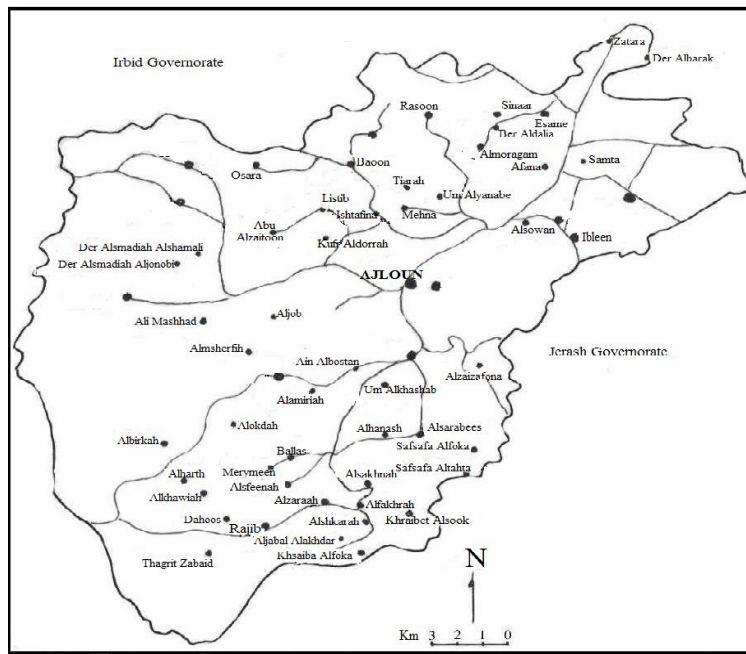 Zatara
Der Albarak
Irbid Governorate
Rasoon
Sinaar
Esame
Der Aldalia
Almoragam
Afana
Samta
Osara
Baoon
Tiarah
Um Alyanabe
Listib
Ishtafina
Mehna
Abu
Alzaitoon
Kufr Aldorrah
Alsowan
Ibleen
Der Alsmadiah Alshamali
Der Alsmadiah Aljonobi
AJLOUN
Ali Mashhad
Aljob
Almsherfih
Jerash Governorate
Ain Albostan
Alzaizafona
Um Alkhashab
Alamiriah
Alokdah
Alhanash
Alsarabees
Albirkah
Safsafa Alfoka
Ballas
Merymeen
Safsafa Altahta
Alharth
Alsfeenah
Alsakhnah
Alkhawiah
Alzaraah
Alfakhrah
Khraibet Alsook
Dahoos
Rajib
Alshkarah
Aljabal Alakhdar
Khsaiba Alfoka
Thagrit Zabaid
N
Km 3 2 1 0